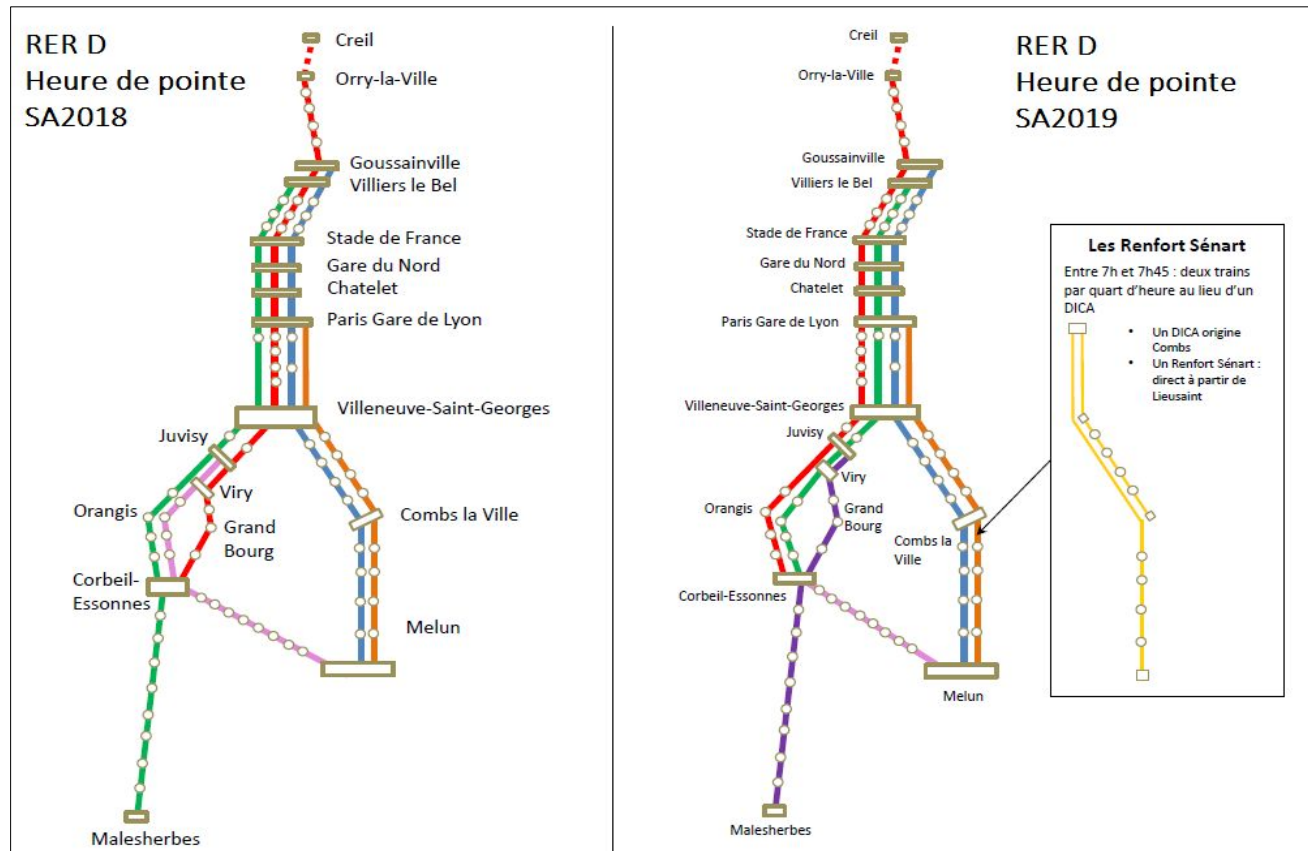 RER D
Heure de pointe
SA2018
Creil
Orry-la-Ville
Goussainville
Villiers le Bel
Stade de France
Gare du Nord
Chatelet
Paris Gare de Lyon
Villeneuve-Saint-Georges
Juvisy
Viry
Orangis
Grand
Bourg
Combs la Ville
Corbeil-
Essonnes
Melun
Malesherbes
RER D
Heure de pointe
SA2019
Creil
Orry-la-Ville
Goussainville
Villiers le Bel
Stade de France
Gare du Nord
Chatelet
Paris Gare de Lyon
Villeneuve-Saint-Georges
Juvisy
Viry
Orangis
Grand
Bourg
Combs la
Ville
Corbeil-Essonnes
Melun
Malesherbes
Les Renfort Sénart
Entre 7h et 7h45 : deux trains
par quart d'heure au lieu d'un
DICA
• Un DICA origine
Combs
• Un Renfort Sénart :
direct à partir de
Lieusaint